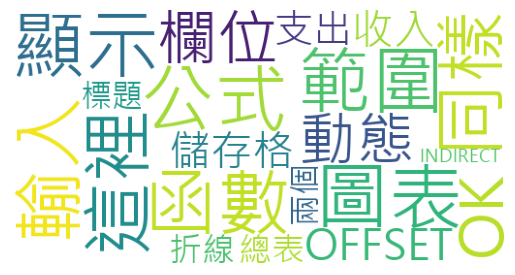 顯示
欄位
支出
收入
同樣
公式
範圍
標題
輸入
這裡
儲存格
動態
INDIRECT
函數
兩個
圖表
OK
折線
總表
OFFSET